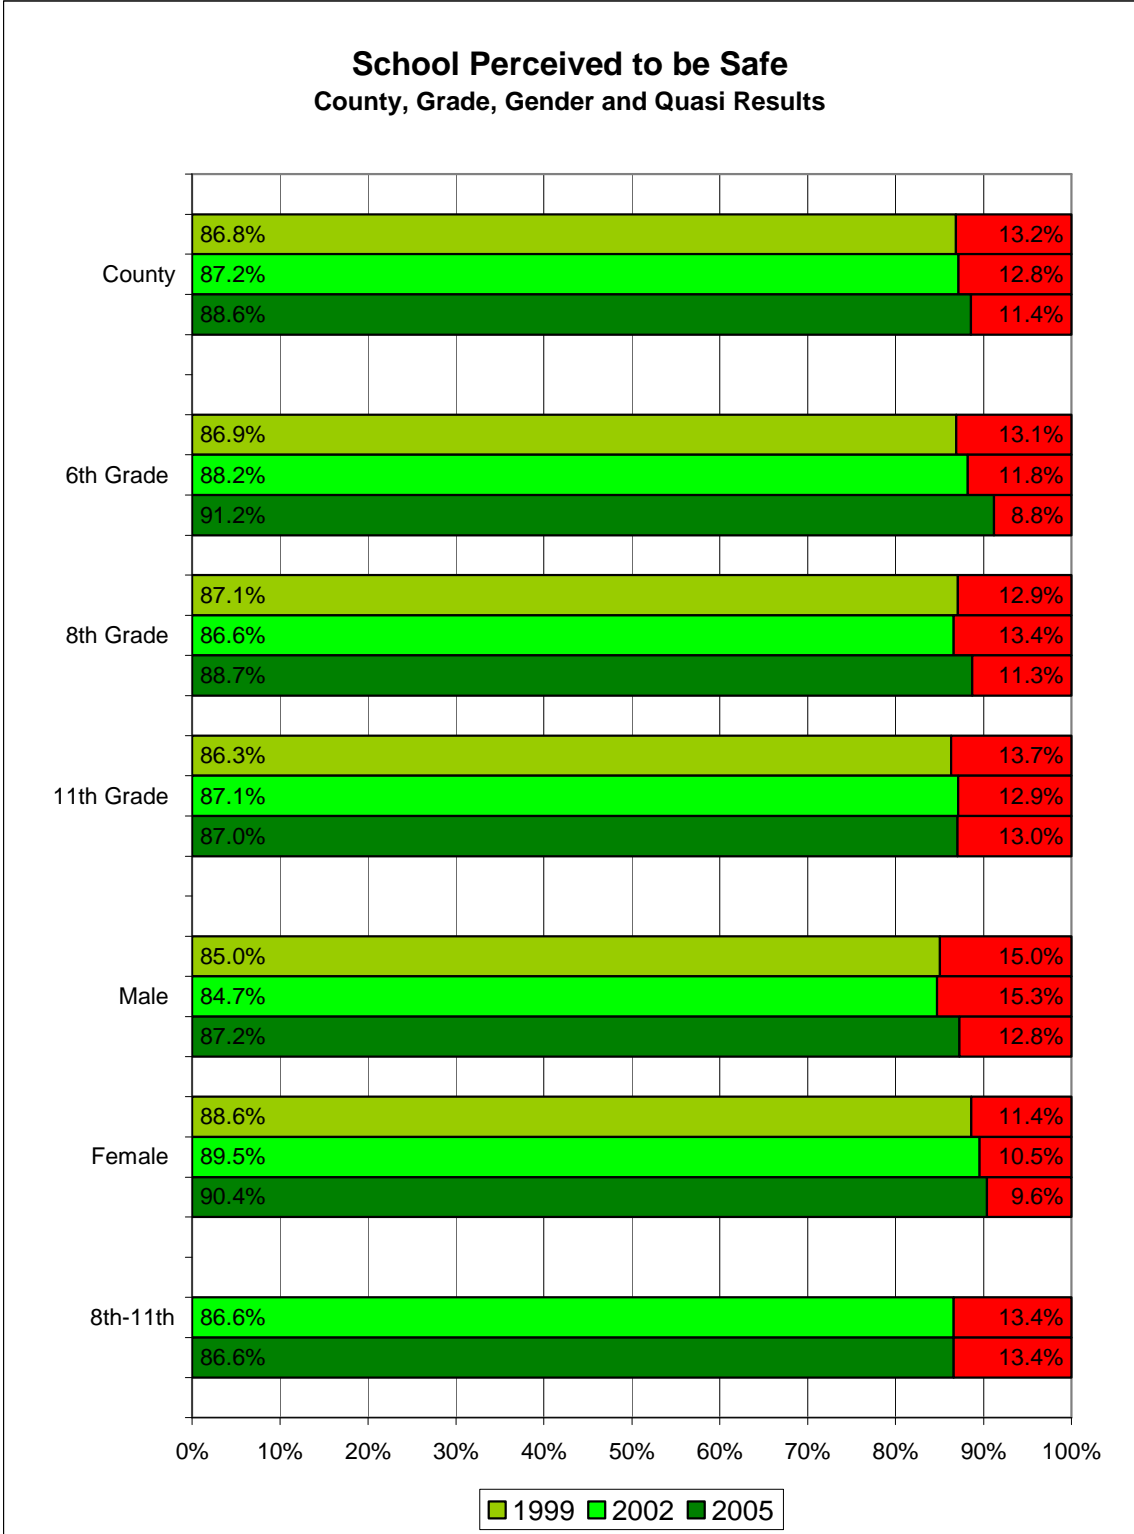 School Perceived to be Safe
County, Grade, Gender and Quasi Results
86.8% 13.2%
County 87.2% 12.8%
88.6% 11.4%
86.9% 13.1%
6th Grade 88.2% 11.8%
91.2% 8.8%
87.1% 12.9%
8th Grade 86.6% 13.4%
88.7% 11.3%
86.3% 13.7%
11th Grade 87.1% 12.9%
87.0% 13.0%
85.0% 15.0%
Male 84.7% 15.3%
87.2% 12.8%
88.6% 11.4%
Female 89.5% 10.5%
90.4% 9.6%
8th-11th 86.6% 13.4%
86.6% 13.4%
0% 10% 20% 30% 40% 50% 60% 70% 80% 90% 100%
1999 2002 2005